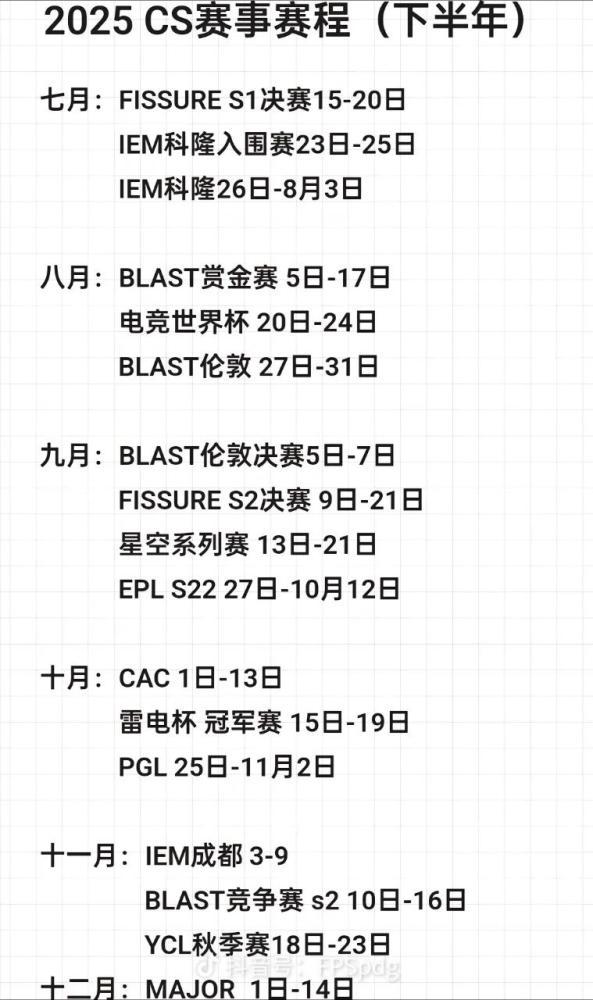 2025 CS赛事赛程（下半年）
七月：FISSURE S1决赛15-20日
IEM科隆入围赛23日-25日
IEM科隆26日-8月3日
八月：BLAST赏金赛 5日-17日
电竞世界杯 20日-24日
BLAST伦敦 27日-31日
九月：BLAST伦敦决赛5日-7日
FISSURE S2决赛 9日-21日
星空系列赛 13日-21日
EPL S22 27日-10月12日
十月：CAC 1日-13日
雷电杯 冠军赛 15日-19日
PGL 25日-11月2日
十一月：IEM成都 3-9
BLAST竞争赛 s2 10日-16日
YCL秋季赛18日-23日
抖音号：FPSpdg
十二月：MAJOR 1日-14日